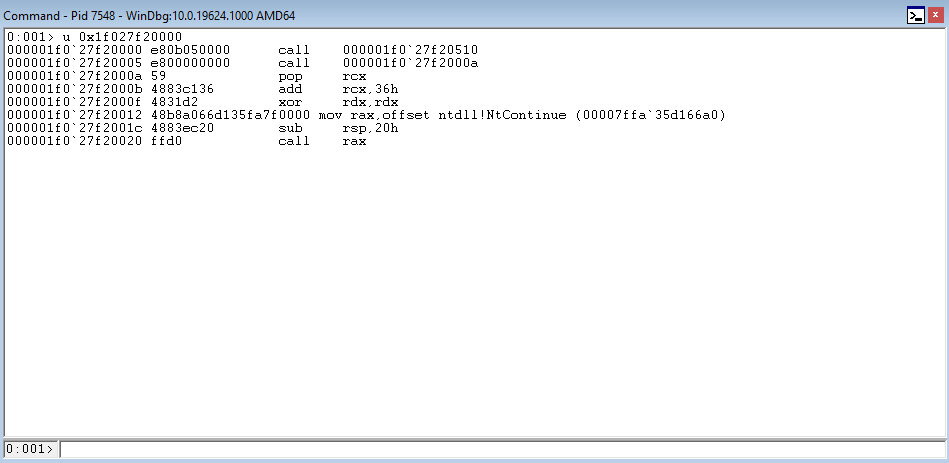 Command - Pid 7548 - WinDbg:10.0.19624.1000 AMD64
0:001> u 0x1f027f20000
000001f0`27f20000 e80b050000 call 000001f0`27f20510
000001f0`27f20005 e800000000 call 000001f0`27f2000a
000001f0`27f2000a 59 pop rcx
000001f0`27f2000b 4883c136 add rcx,36h
000001f0`27f2000f 4831d2 xor rdx,rdx
000001f0`27f20012 48b8a066d135fa7f0000 mov rax,offset ntdll!NtContinue (00007ffa`35d166a0)
000001f0`27f2001c 4883ec20 sub rsp,20h
000001f0`27f20020 ffd0 call rax
0:001>